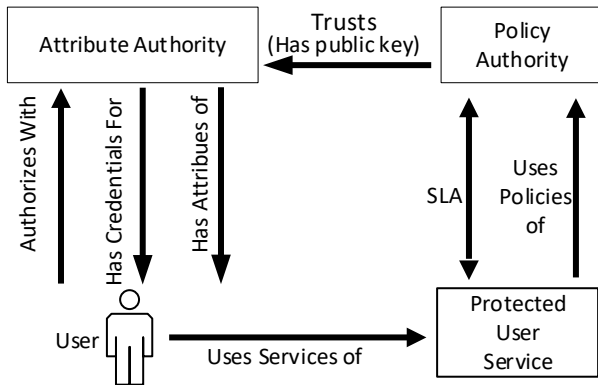 Attribute Authority
Trusts
(Has public key)
Policy
Authority
Authorizes With
Has Credentials For
Has Attribues of
SLA
Uses
Policies
of
User
Uses Services of
Protected
User
Service